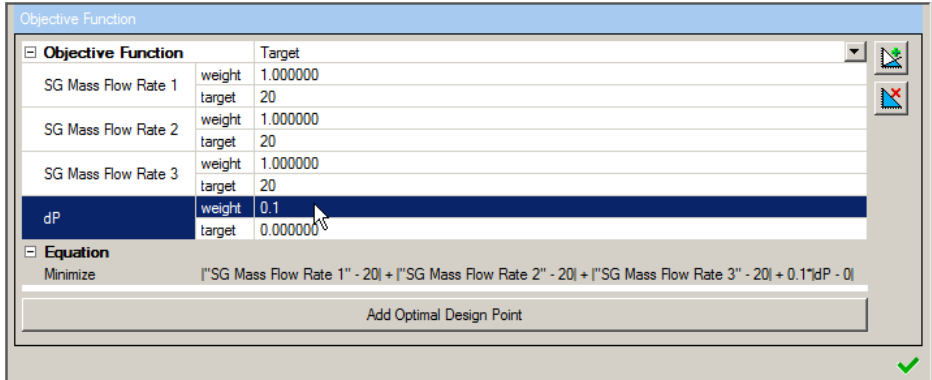 Objective Function
Objective Function Target
SG Mass Flow Rate 1 weight 1.000000
target 20
SG Mass Flow Rate 2 weight 1.000000
target 20
SG Mass Flow Rate 3 weight 1.000000
target 20
dP weight 0.1
target 0.000000
Equation
Minimize |"SG Mass Flow Rate 1" - 20| + |"SG Mass Flow Rate 2" - 20| + |"SG Mass Flow Rate 3" - 20| + 0.1*|dP - 0|
Add Optimal Design Point